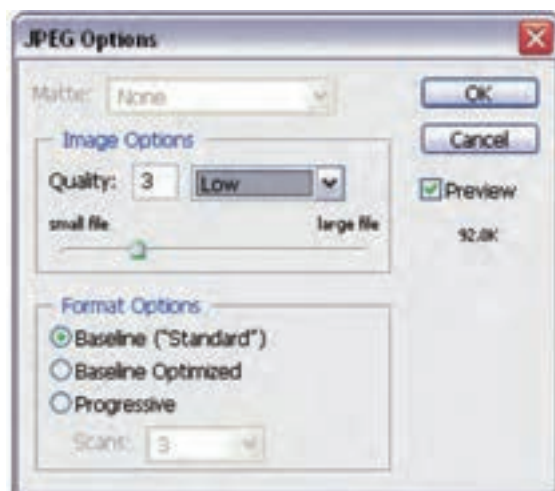 JPEG Options
Matte: None
OK
Image Options
Cancel
Quality: 3 Low
Preview
small file large file
92.0K
Format Options
Baseline ("Standard")
Baseline Optimized
Progressive
Scans: 3